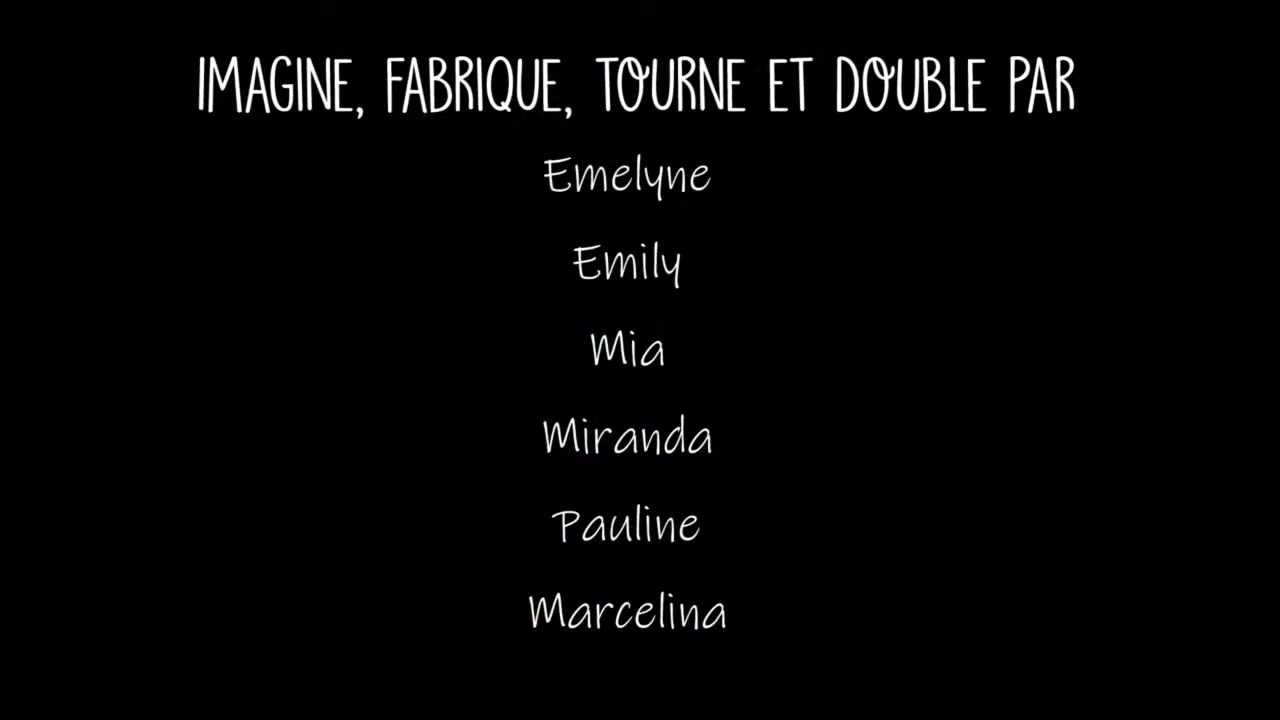 IMAGINE, FABRIQUE, TOURNE ET DOUBLE PAR
Emelyne
Emily
Mia
Miranda
Pauline
Marcelina